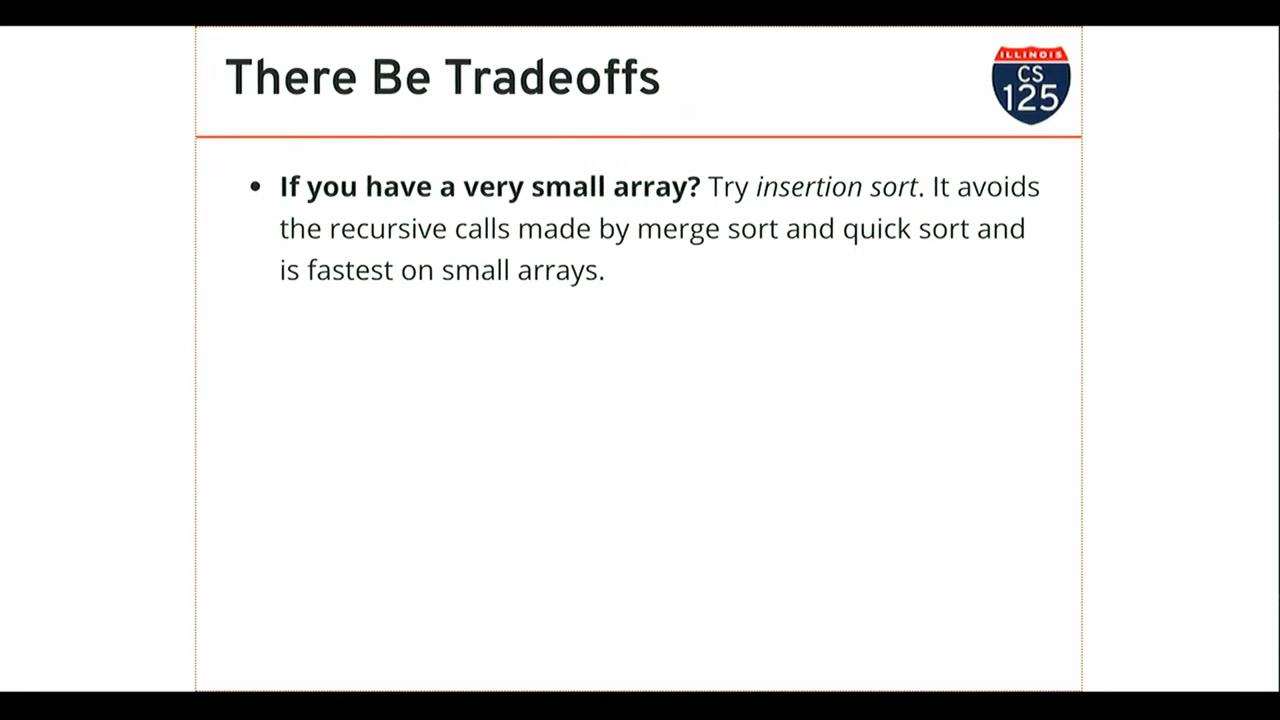 There Be Tradeoffs
ILLINOIS
CS
125
If you have a very small array? Try insertion sort. It avoids
the recursive calls made by merge sort and quick sort and
is fastest on small arrays.